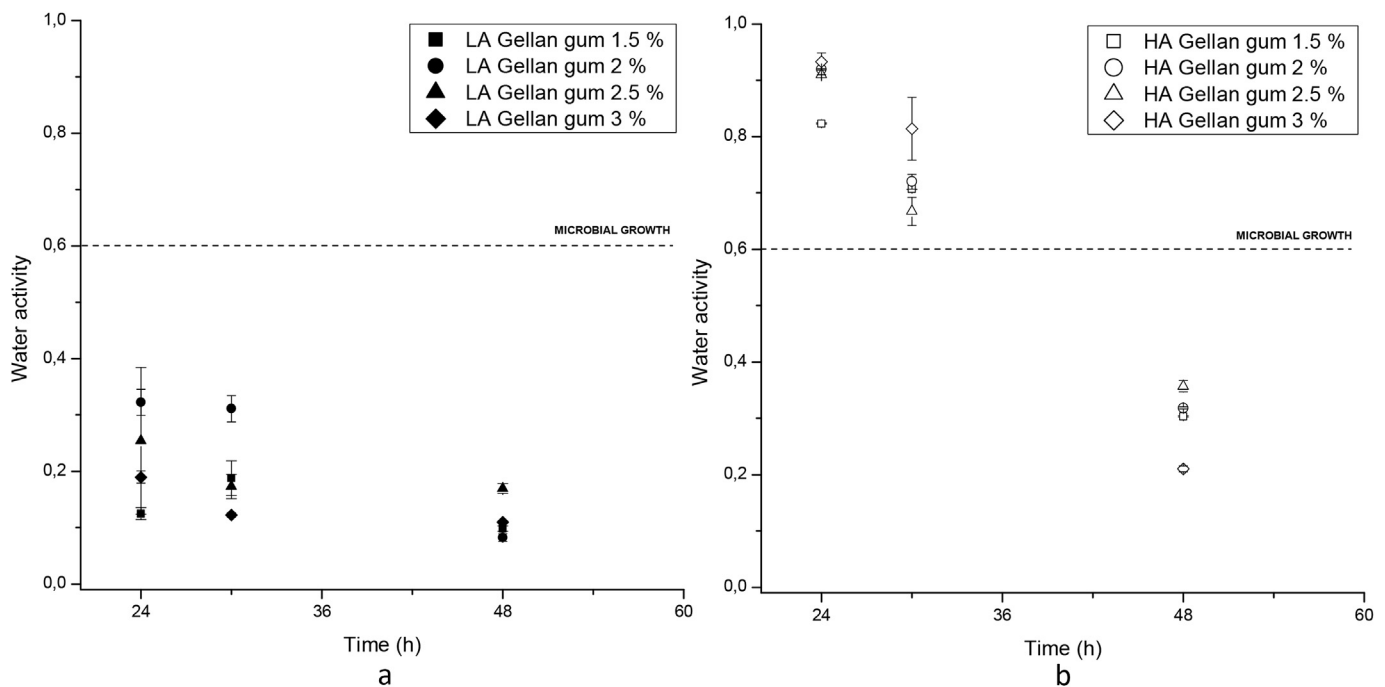 LA Gellan gum 1.5 %
LA Gellan gum 2 %
LA Gellan gum 2.5 %
LA Gellan gum 3 %
1,0
0,8
0,6
0,4
0,2
0,0
MICROBIAL GROWTH
Water activity
24
36
48
60
Time (h)
a
HA Gellan gum 1.5 %
HA Gellan gum 2 %
HA Gellan gum 2.5 %
HA Gellan gum 3 %
1,0
0,8
0,6
0,4
0,2
0,0
MICROBIAL GROWTH
Water activity
24
36
48
60
Time (h)
b